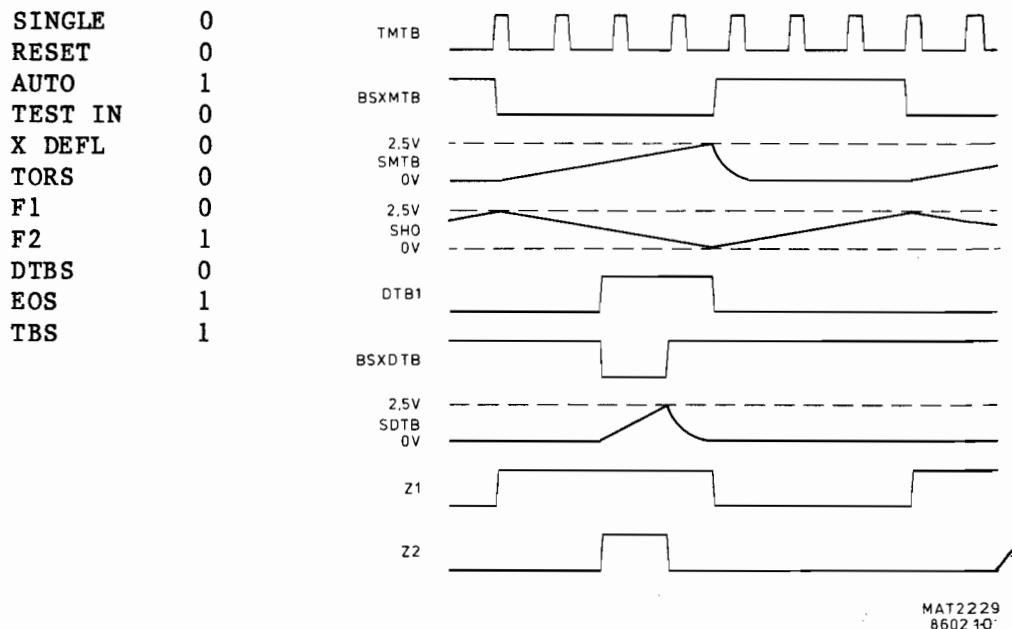 SINGLE 0
RESET 0
AUTO 1
TEST IN 0
X DEFL 0
TORS 0
F1 0
F2 1
DTBS 0
EOS 1
TBS 1
TMTB
BSXMTB
2.5V
SMTB
0V
2.5V
SHO
0V
DTB1
BSXDTB
2,5V
SDTB
0V
Z1
Z2
MAT2229
860210